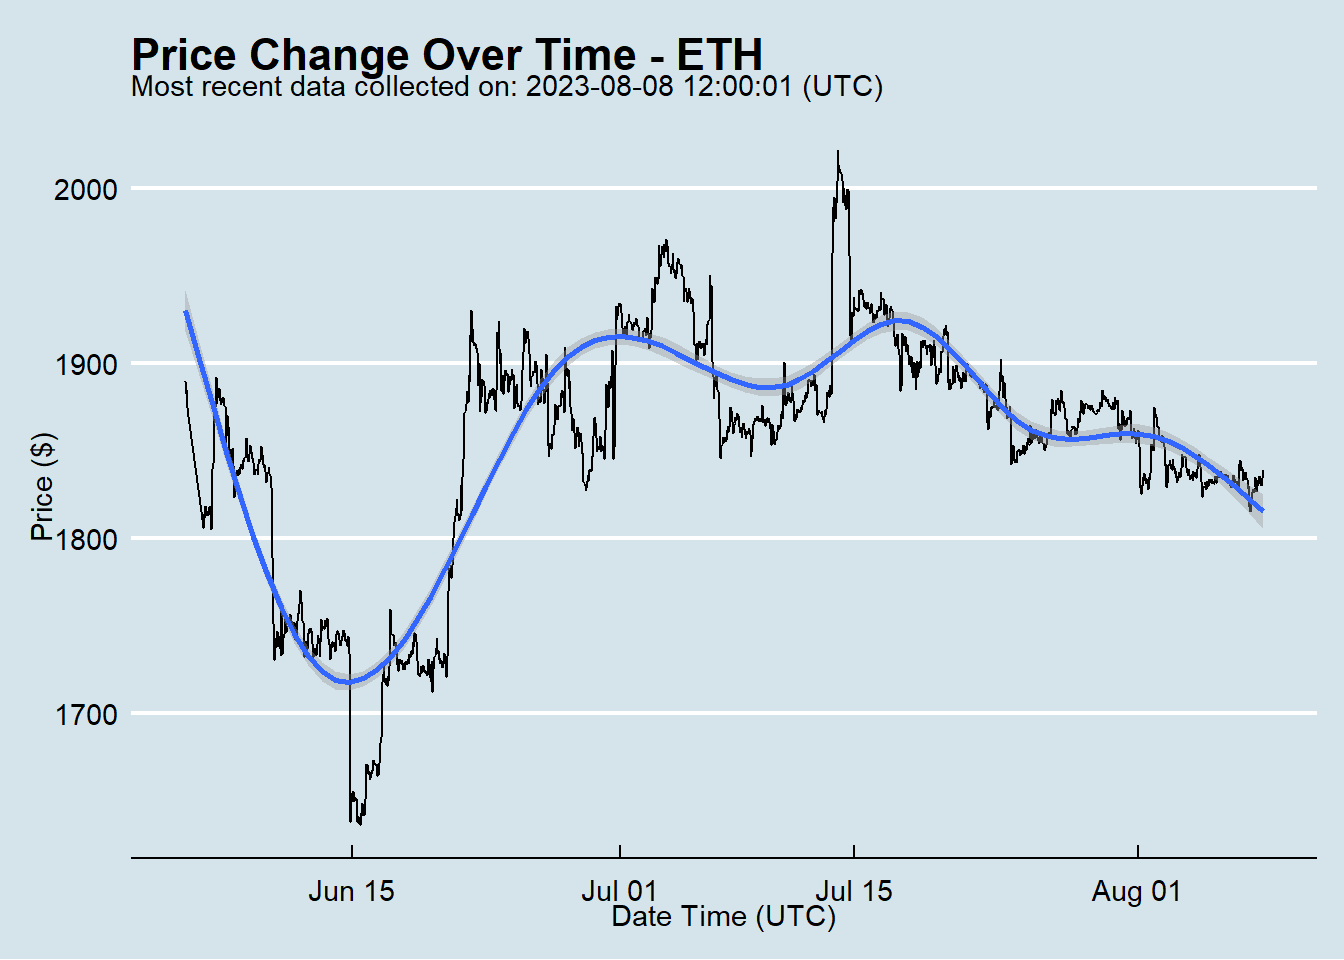 Price Change Over Time - ETH
Most recent data collected on: 2023-08-08 12:00:01 (UTC)
Price ($)
2000
1900
1800
1700
Jun 15
Jul 01
Jul 15
Aug 01
Date Time (UTC)